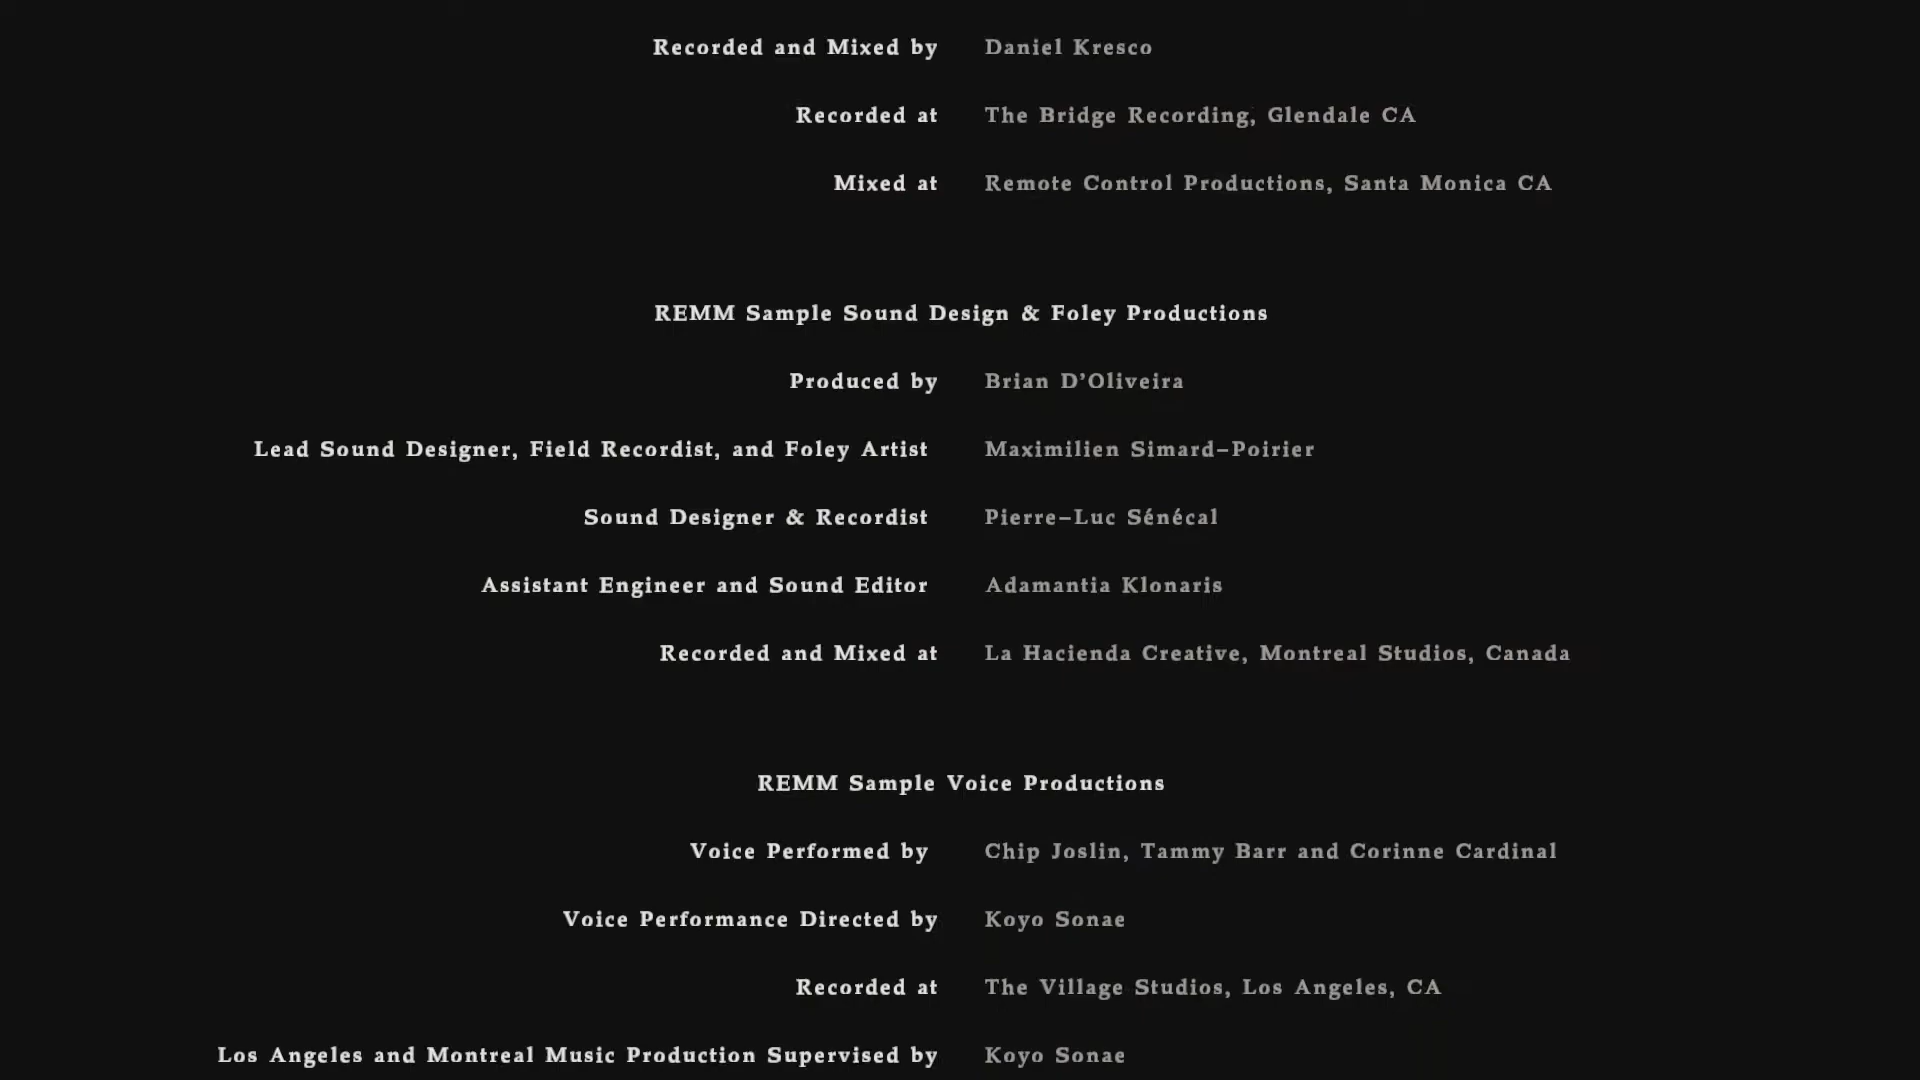 Recorded and Mixed by Daniel Kresco
Recorded at The Bridge Recording, Glendale CA
Mixed at Remote Control Productions, Santa Monica CA
REMM Sample Sound Design & Foley Productions
Produced by Brian D’Oliveira
Lead Sound Designer, Field Recordist, and Foley Artist Maximilien Simard–Poirier
Sound Designer & Recordist Pierre–Luc Sénécal
Assistant Engineer and Sound Editor Adamantia Klonaris
Recorded and Mixed at La Hacienda Creative, Montreal Studios, Canada
REMM Sample Voice Productions
Voice Performed by Chip Joslin, Tammy Barr and Corinne Cardinal
Voice Performance Directed by Koyo Sonae
Recorded at The Village Studios, Los Angeles, CA
Los Angeles and Montreal Music Production Supervised by Koyo Sonae